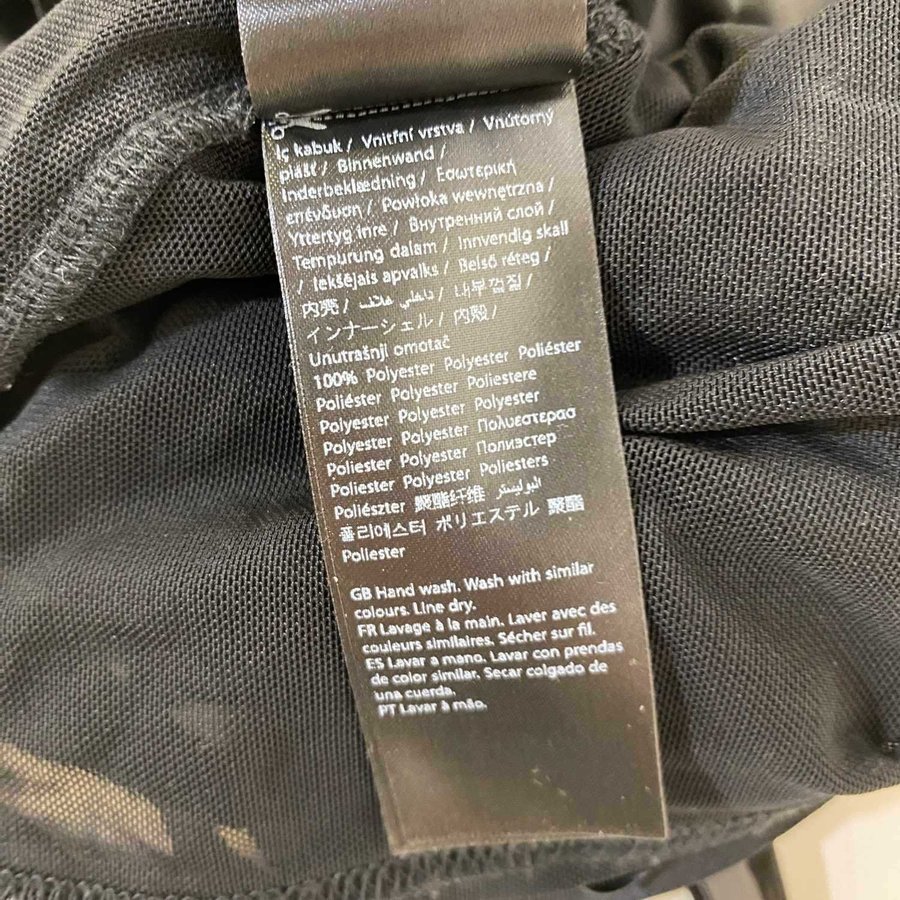 İç kabuk / Vnitřní vrstva / Vnútorný
plášť / Binnenwand /
Inderbeklædning / Εσωτερική
επένδυση / Powłoka wewnętrzna /
Yttertyg inre / Внутренний слой /
Tempurung dalam / Innvendig skall
/ Iekšējais apvalks / Belső réteg /
内壳 / داخلي غلاف / 내부 껍질 /
インナーシェル / 内殼 /
Unutrašnji omotač
100% Polyester Polyester Poliéster
Poliéster Polyester Poliestere
Polyester Polyester Polyester
Polyester Polyester Πολυεστερας
Poliester Polyester Полиэстер
Poliester Polyester Poliesters
Poliészter 聚酯纤维 البوليستر
폴리에스터 ポリエステル 聚酯
Poliester
GB Hand wash. Wash with similar
colours. Line dry.
FR Lavage à la main. Laver avec des
couleurs similaires. Sécher sur fil.
ES Lavar a mano. Lavar con prendas
de color similar. Secar colgado de
una cuerda.
PT Lavar à mão.